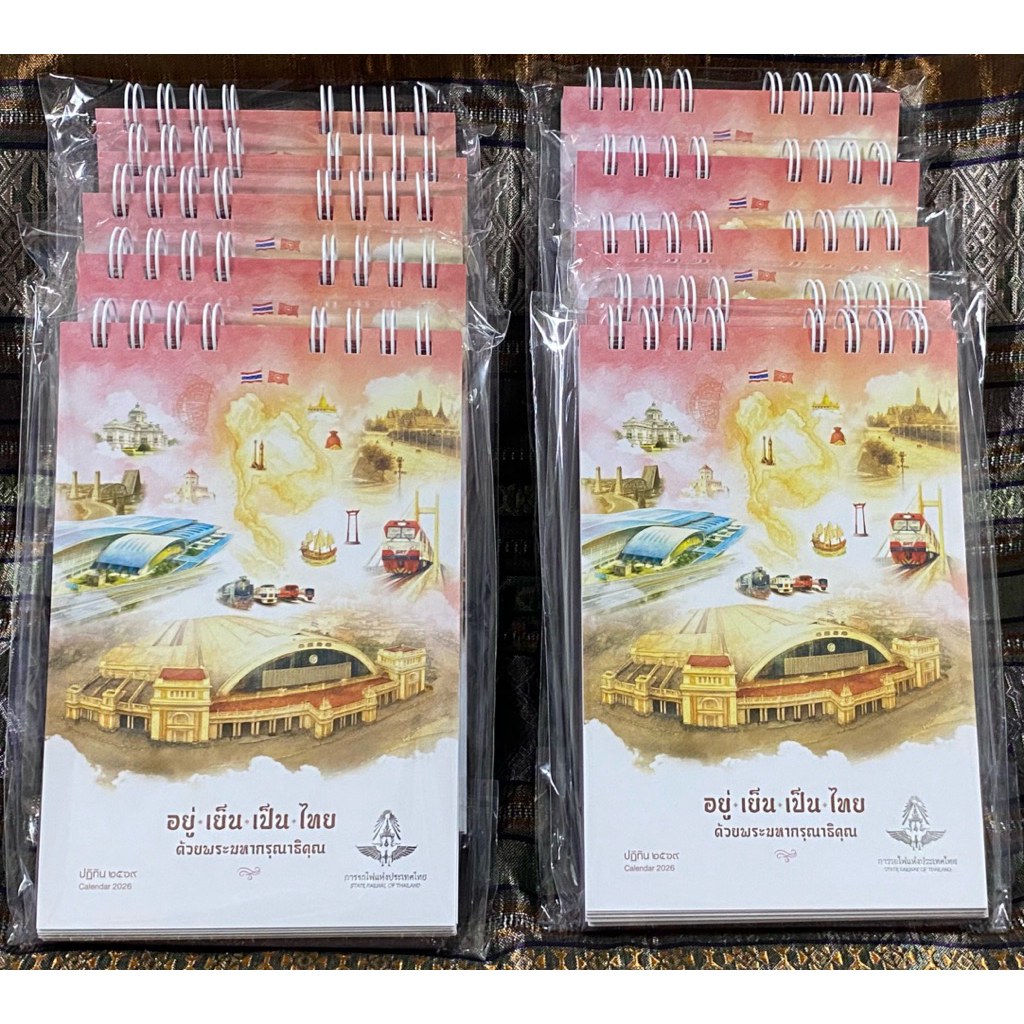 อยู่・เย็น・เป็น・ไทย
ด้วยพระมหากรุณาธิคุณ
ปฏิทิน ๒๕๖๙
Calendar 2026
การรถไฟแห่งประเทศไทย
STATE RAILWAY OF THAILAND
อยู่・เย็น・เป็น・ไทย
ด้วยพระมหากรุณาธิคุณ
ปฏิทิน ๒๕๖๙
Calendar 2026
การรถไฟแห่งประเทศไทย
STATE RAILWAY OF THAILAND